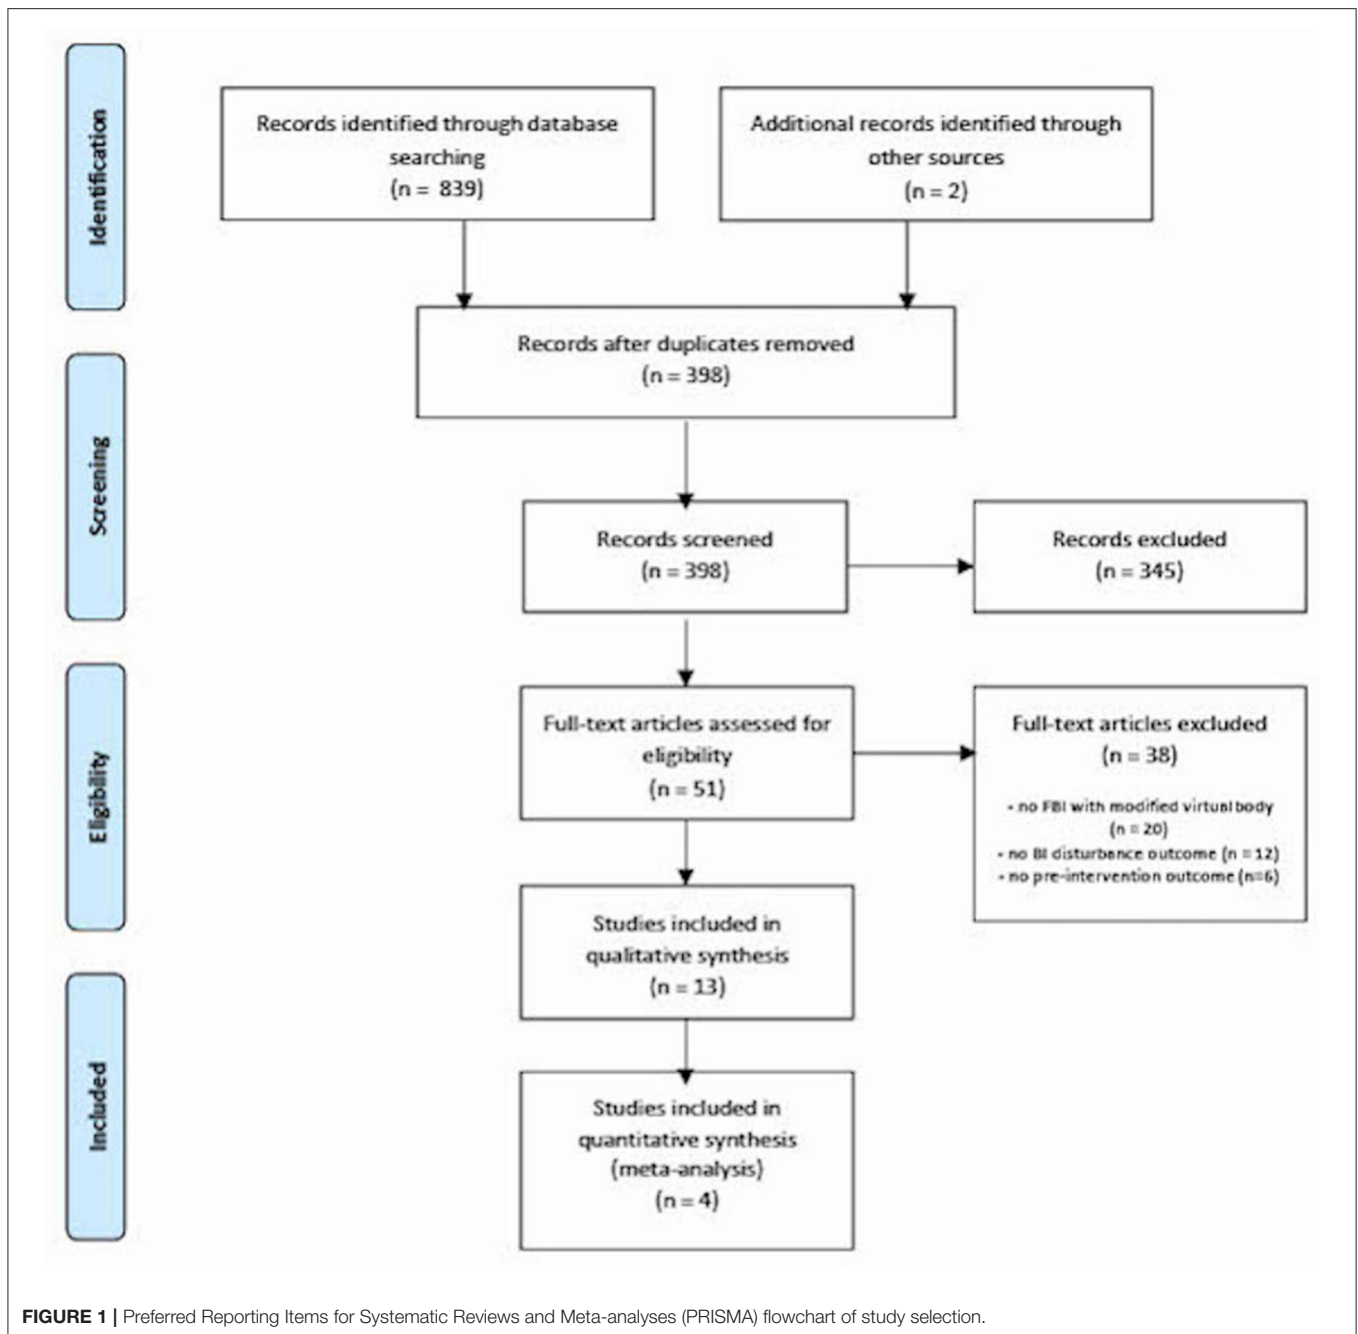 Identification
Records identified through database
searching
(n = 839)
Additional records identified through
other sources
(n = 2)
Records after duplicates removed
(n = 398)
Screening
Records screened
(n = 398)
Records excluded
(n = 345)
Eligibility
Full-text articles assessed for
eligibility
(n = 51)
Full-text articles excluded
(n = 38)
- no FBI with modified virtual body
(n = 20)
- no BI disturbance outcome (n = 12)
- no pre-intervention outcome (n=6)
Studies included in
qualitative synthesis
(n = 13)
Included
Studies included in
quantitative synthesis
(meta-analysis)
(n = 4)
FIGURE 1 | Preferred Reporting Items for Systematic Reviews and Meta-analyses (PRISMA) flowchart of study selection.